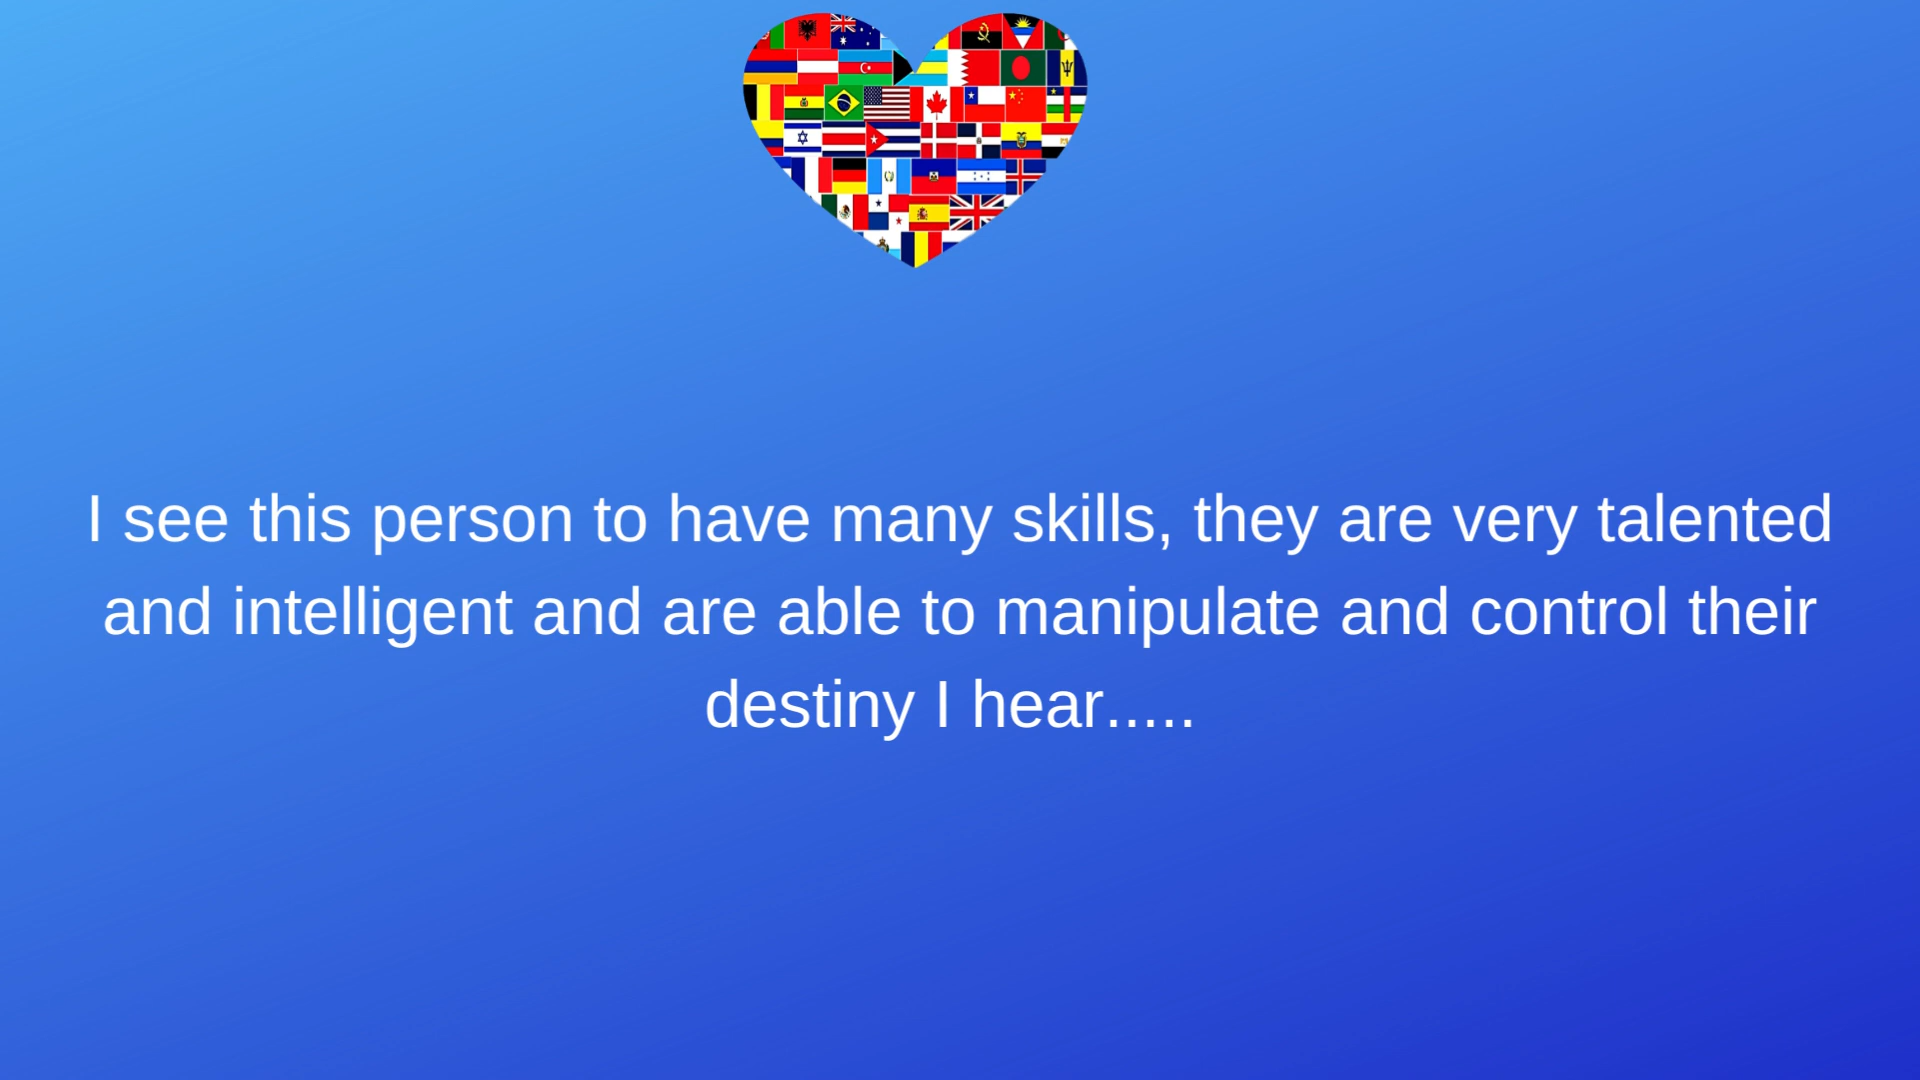 I see this person to have many skills, they are very talented
and intelligent and are able to manipulate and control their
destiny I hear.....